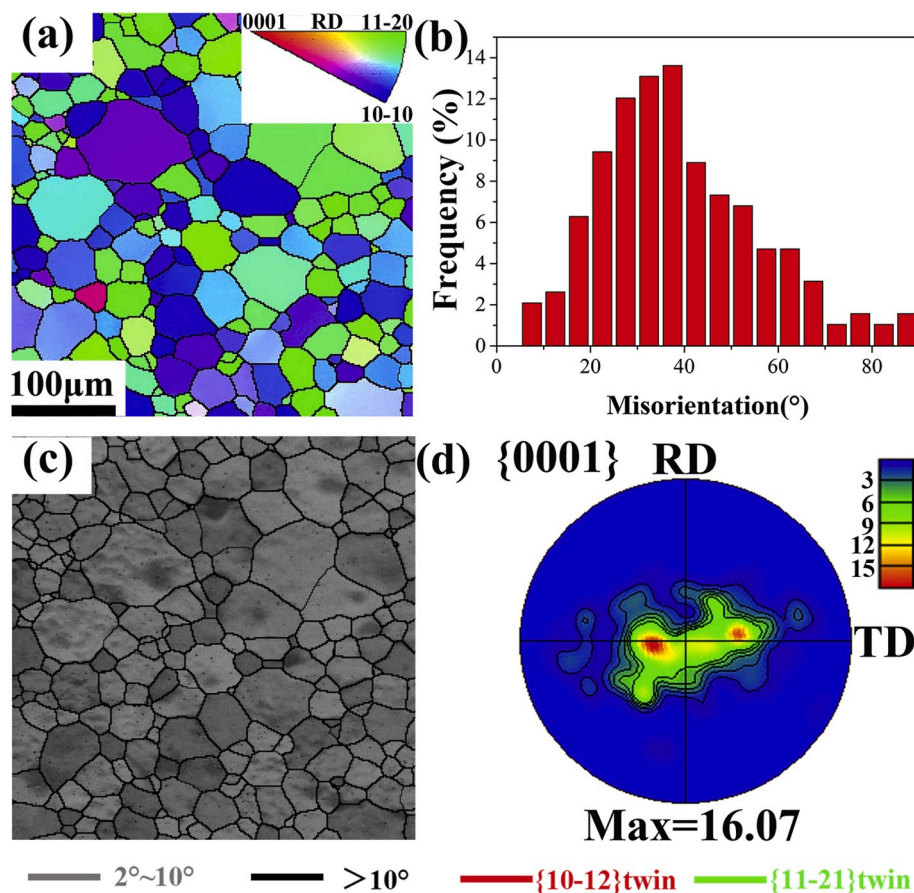 (a)
0001 RD 11-20
10-10
100μm
(b)
14
12
10
8
6
4
2
0
Frequency (%)
0 20 40 60 80
Misorientation(°)
(c)
(d)
{0001} RD
TD
3
6
9
12
15
Max=16.07
2°~10°
>10°
{10-12}twin
{11-21}twin